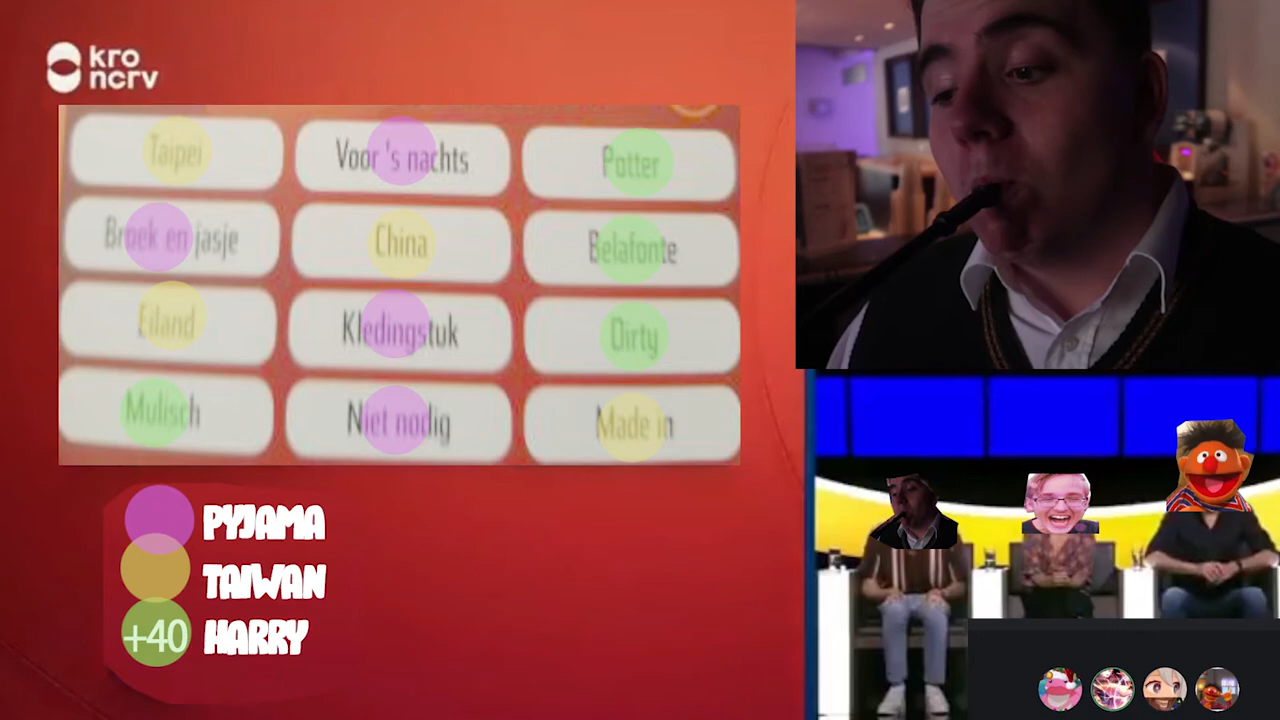 kro
ncrv
Taipei
Voor 's nachts
Potter
Broek en jasje
China
Belafonte
Eiland
Kledingstuk
Dirty
Mulisch
Niet nodig
Made in
PYJAMA
TAIWAN
+40 HARRY